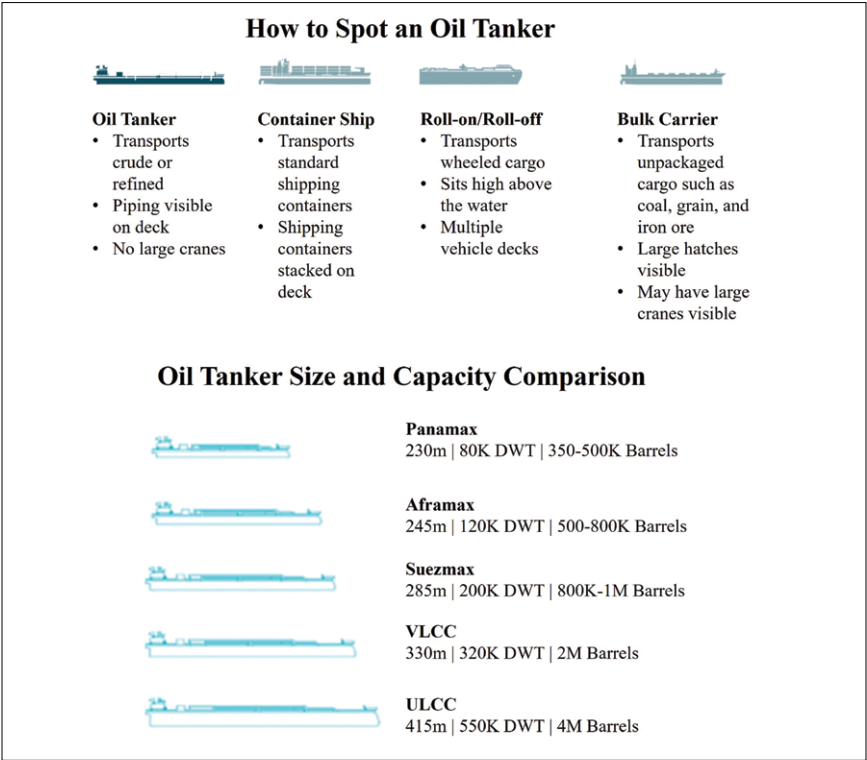 How to Spot an Oil Tanker
Oil Tanker
• Transports
crude or
refined
• Piping visible
on deck
• No large cranes
Container Ship
• Transports
standard
shipping
containers
• Shipping
containers
stacked on
deck
Roll-on/Roll-off
• Transports
wheeled cargo
• Sits high above
the water
• Multiple
vehicle decks
Bulk Carrier
• Transports
unpackaged
cargo such as
coal, grain, and
iron ore
• Large hatches
visible
• May have large
cranes visible
Oil Tanker Size and Capacity Comparison
Panamax
230m | 80K DWT | 350-500K Barrels
Aframax
245m | 120K DWT | 500-800K Barrels
Suezmax
285m | 200K DWT | 800K-1M Barrels
VLCC
330m | 320K DWT | 2M Barrels
ULCC
415m | 550K DWT | 4M Barrels